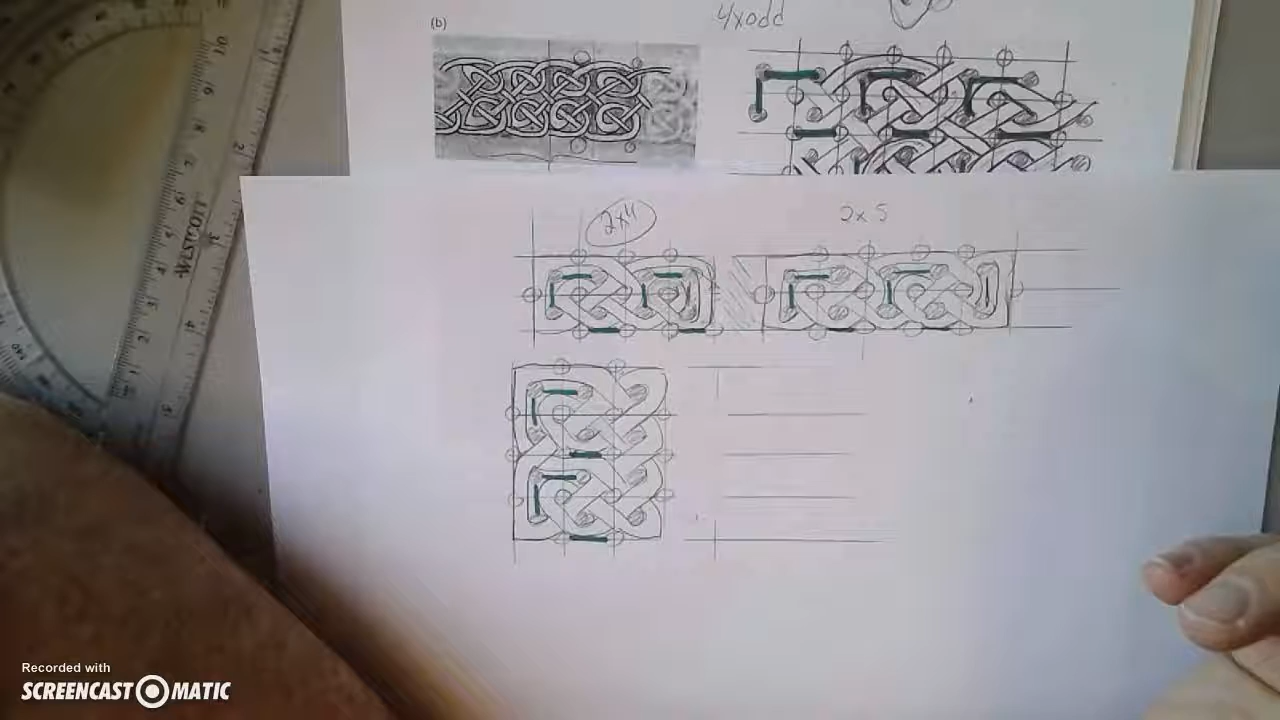 (b)
4xodd
2x4
2x5
WESTCOTT
Recorded with
SCREENCAST MATIC